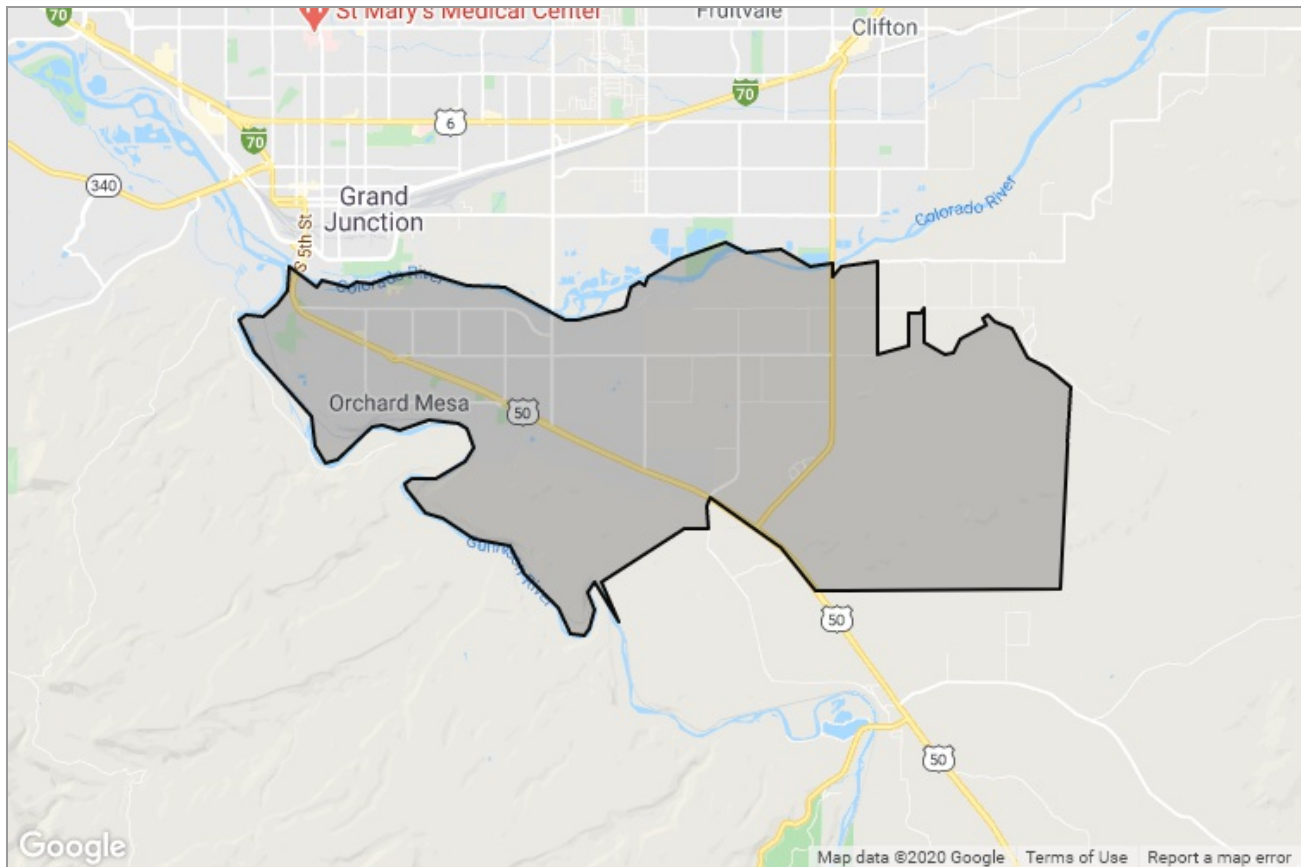 St Mary's Medical Center
Fruitvale
Clifton
70
70
6
70
340
Grand
Junction
S 5th St
Colorado River
Colorado River
Orchard Mesa
50
Gunnison River
50
50
Google
Map data ©2020 Google
Terms of Use
Report a map error